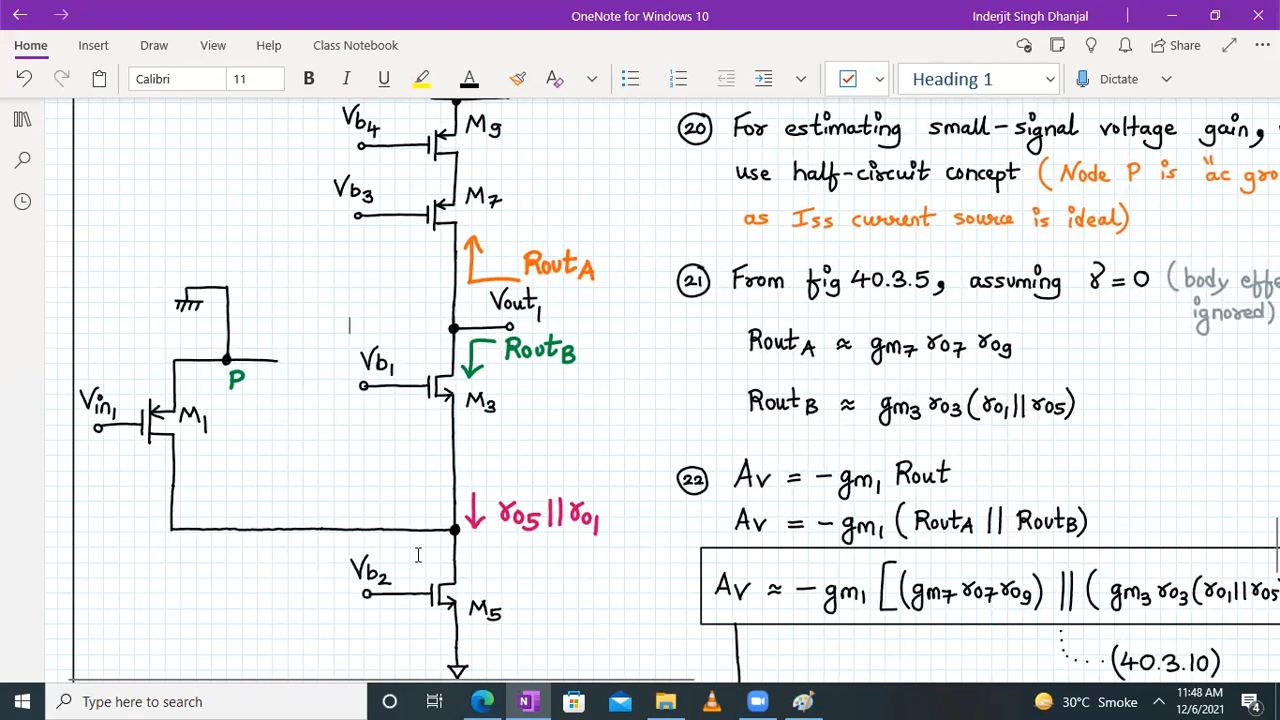 OneNote for Windows 10
Inderjit Singh Dhanjal
Home Insert Draw View Help Class Notebook
Share
Calibri 11 B I U A Heading 1 Dictate
Vb4
M9
Vb3
M7
RoutA
Vout1
RoutB
Vb1
M3
P
Vin1
M1
ro5 || ro1
Vb2
M5
20 For estimating small-signal voltage gain,
use half-circuit concept (Node P is "ac gro
as Iss current source is ideal)
21 From fig 40.3.5, assuming γ = 0 (body effe
ignored)
RoutA ≈ gm7 ro7 ro9
RoutB ≈ gm3 ro3 (ro1 || ro5)
22 Av = -gm1 Rout
Av = -gm1 (RoutA || RoutB)
Av ≈ -gm1 [(gm7 ro7 ro9) || (gm3 ro3 (ro1 || ro5
(40.3.10)
Type here to search
30°C Smoke
11:48 AM
12/6/2021
4